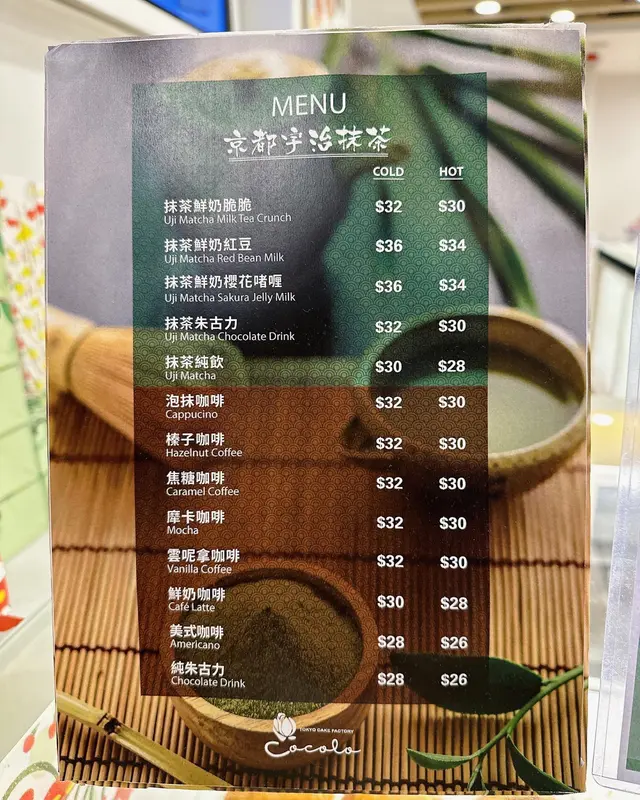 MENU
京都宇治抹茶
COLD HOT
抹茶鮮奶脆脆 $32 $30
Uji Matcha Milk Tea Crunch
抹茶鮮奶紅豆 $36 $34
Uji Matcha Red Bean Milk
抹茶鮮奶櫻花啫喱 $36 $34
Uji Matcha Sakura Jelly Milk
抹茶朱古力 $32 $30
Uji Matcha Chocolate Drink
抹茶純飲 $30 $28
Uji Matcha
泡抹咖啡 $32 $30
Cappucino
榛子咖啡 $32 $30
Hazelnut Coffee
焦糖咖啡 $32 $30
Caramel Coffee
摩卡咖啡 $32 $30
Mocha
雲呢拿咖啡 $32 $30
Vanilla Coffee
鮮奶咖啡 $30 $28
Café Latte
美式咖啡 $28 $26
Americano
純朱古力 $28 $26
Chocolate Drink
TOKYO CAKE FACTORY
Cocolo